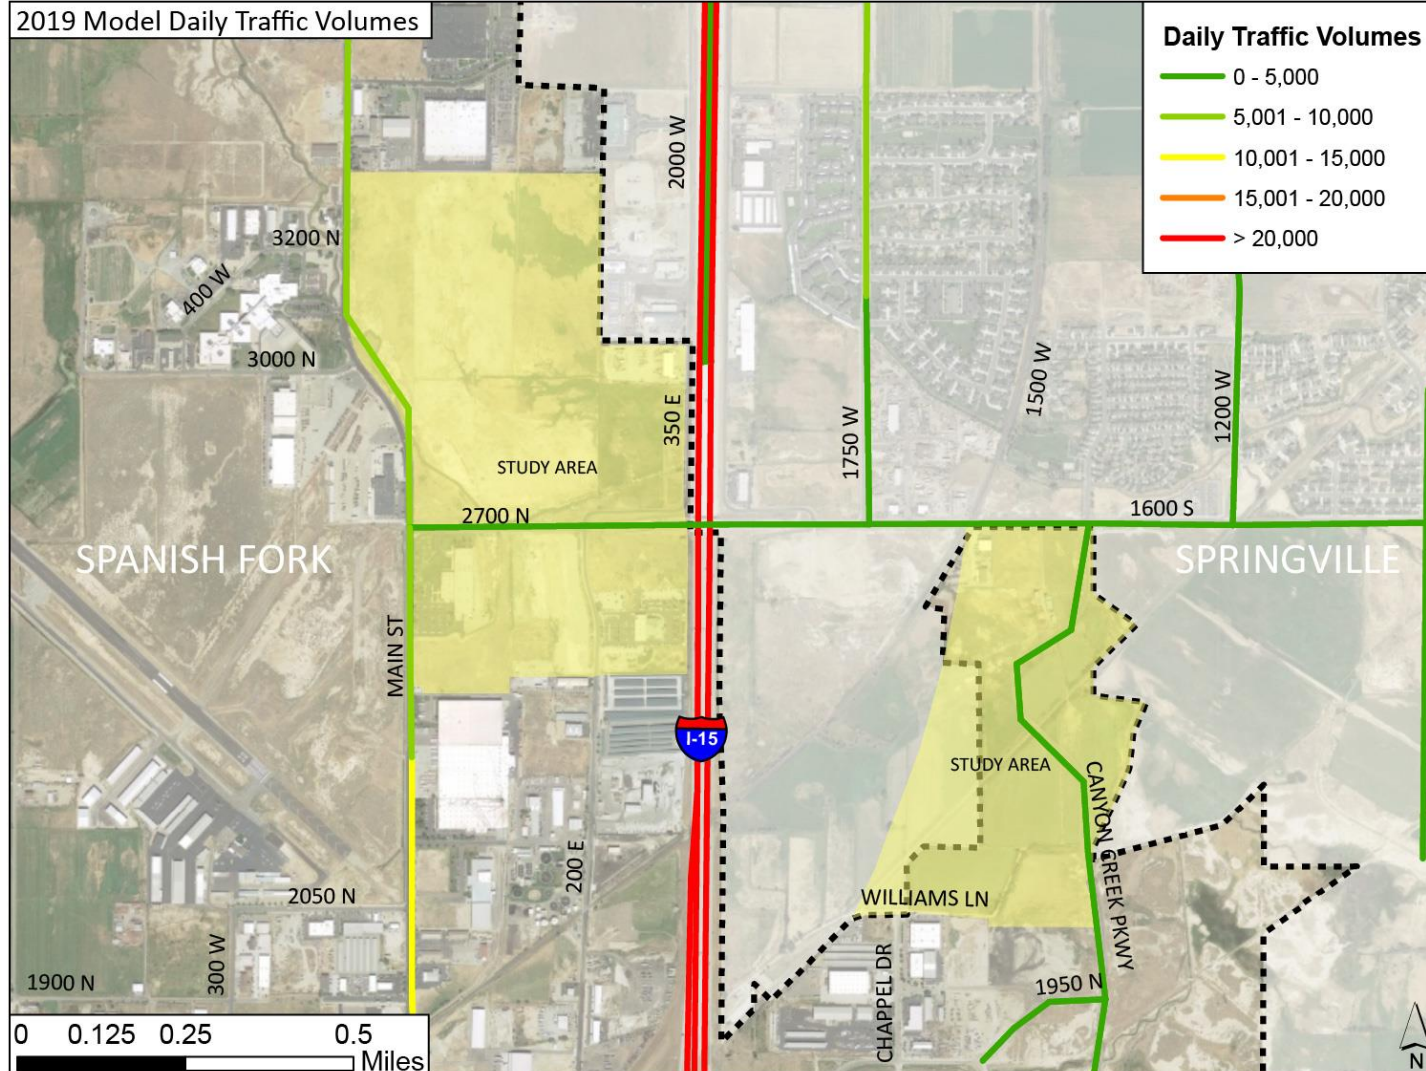 2019 Model Daily Traffic Volumes
Daily Traffic Volumes
0 - 5,000
5,001 - 10,000
10,001 - 15,000
15,001 - 20,000
> 20,000
2000 W
3200 N
400 W
3000 N
350 E
1750 W
1500 W
1200 W
STUDY AREA
2700 N
1600 S
SPANISH FORK
SPRINGVILLE
MAIN ST
I-15
STUDY AREA
CANYON CREEK PKWY
200 E
2050 N
WILLIAMS LN
300 W
1900 N
CHAPPEL DR
1950 N
0 0.125 0.25 0.5
Miles
N